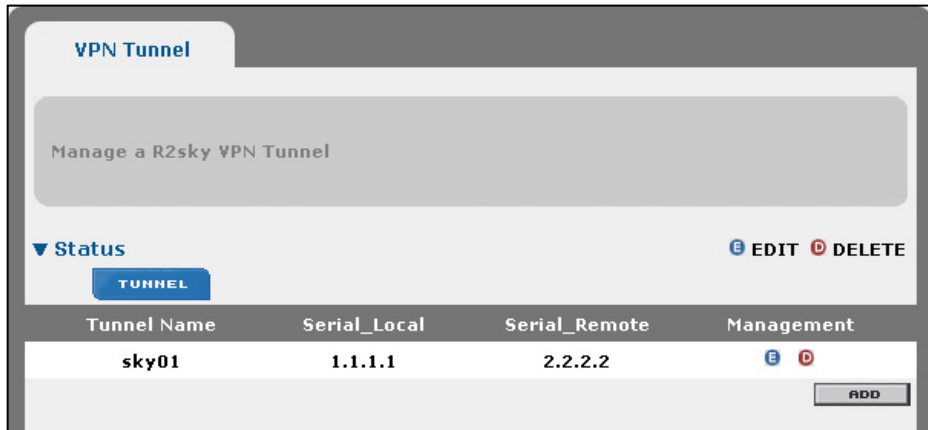 VPN Tunnel
Manage a R2sky VPN Tunnel
Status E EDIT D DELETE
TUNNEL
Tunnel Name Serial_Local Serial_Remote Management
sky01 1.1.1.1 2.2.2.2 E D
ADD